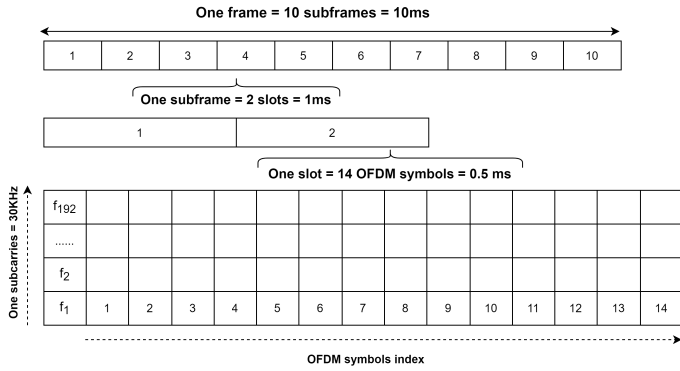 One frame = 10 subframes = 10ms
1 2 3 4 5 6 7 8 9 10
One subframe = 2 slots = 1ms
1 2
One slot = 14 OFDM symbols = 0.5 ms
One subcarries = 30KHz
f192
......
f2
f1 1 2 3 4 5 6 7 8 9 10 11 12 13 14
OFDM symbols index